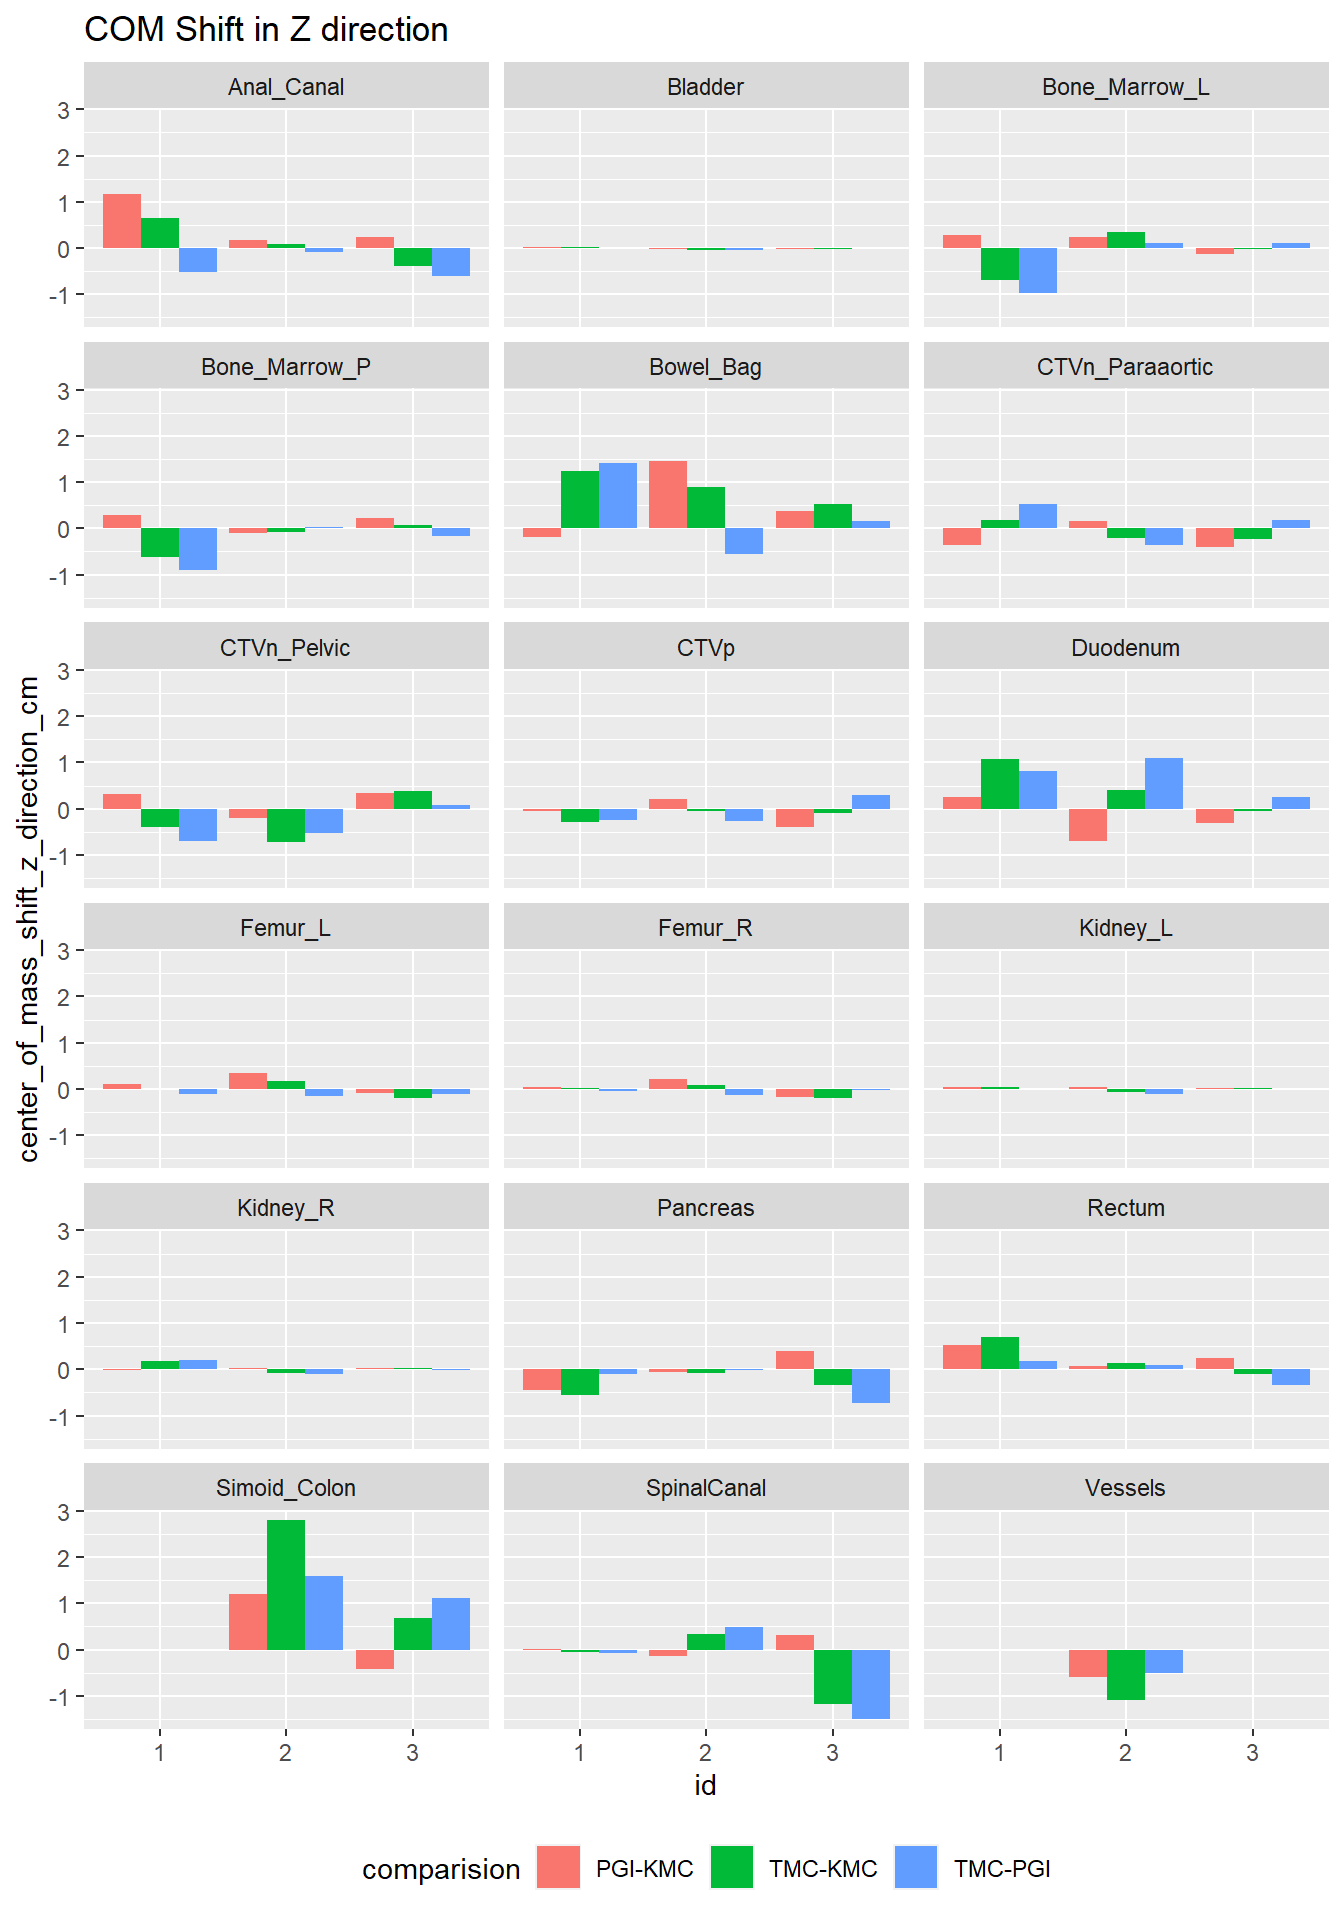 COM Shift in Z direction
Anal_Canal Bladder Bone_Marrow_L
3
2
1
0
-1
Bone_Marrow_P Bowel_Bag CTVn_Paraaortic
3
2
1
0
-1
CTVn_Pelvic CTVp Duodenum
3
2
1
0
-1
center_of_mass_shift_z_direction_cm
Femur_L Femur_R Kidney_L
3
2
1
0
-1
Kidney_R Pancreas Rectum
3
2
1
0
-1
Simoid_Colon SpinalCanal Vessels
3
2
1
0
-1
1 2 3 1 2 3 1 2 3
id
comparision PGI-KMC TMC-KMC TMC-PGI